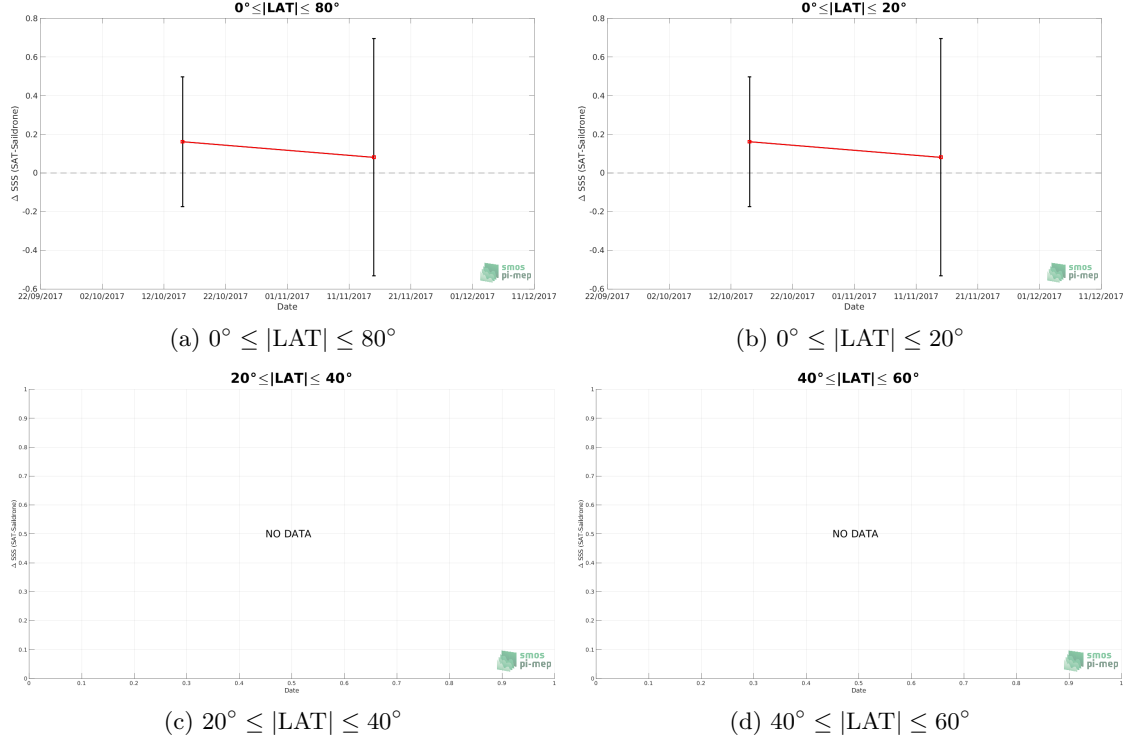 0°≤|LAT|≤ 80°
0.8
0.6
0.4
0.2
0
-0.2
-0.4
-0.6
Δ SSS (SAT-Saildrone)
22/09/2017 02/10/2017 12/10/2017 22/10/2017 01/11/2017 11/11/2017 21/11/2017 01/12/2017 11/12/2017
Date
smos
pi-mep
(a) 0° ≤ |LAT| ≤ 80°
0°≤|LAT|≤ 20°
0.8
0.6
0.4
0.2
0
-0.2
-0.4
-0.6
Δ SSS (SAT-Saildrone)
22/09/2017 02/10/2017 12/10/2017 22/10/2017 01/11/2017 11/11/2017 21/11/2017 01/12/2017 11/12/2017
Date
smos
pi-mep
(b) 0° ≤ |LAT| ≤ 20°
20°≤|LAT|≤ 40°
1
0.9
0.8
0.7
0.6
0.5
0.4
0.3
0.2
0.1
0
Δ SSS (SAT-Saildrone)
NO DATA
0 0.1 0.2 0.3 0.4 0.5 0.6 0.7 0.8 0.9 1
Date
smos
pi-mep
(c) 20° ≤ |LAT| ≤ 40°
40°≤|LAT|≤ 60°
1
0.9
0.8
0.7
0.6
0.5
0.4
0.3
0.2
0.1
0
Δ SSS (SAT-Saildrone)
NO DATA
0 0.1 0.2 0.3 0.4 0.5 0.6 0.7 0.8 0.9 1
Date
smos
pi-mep
(d) 40° ≤ |LAT| ≤ 60°